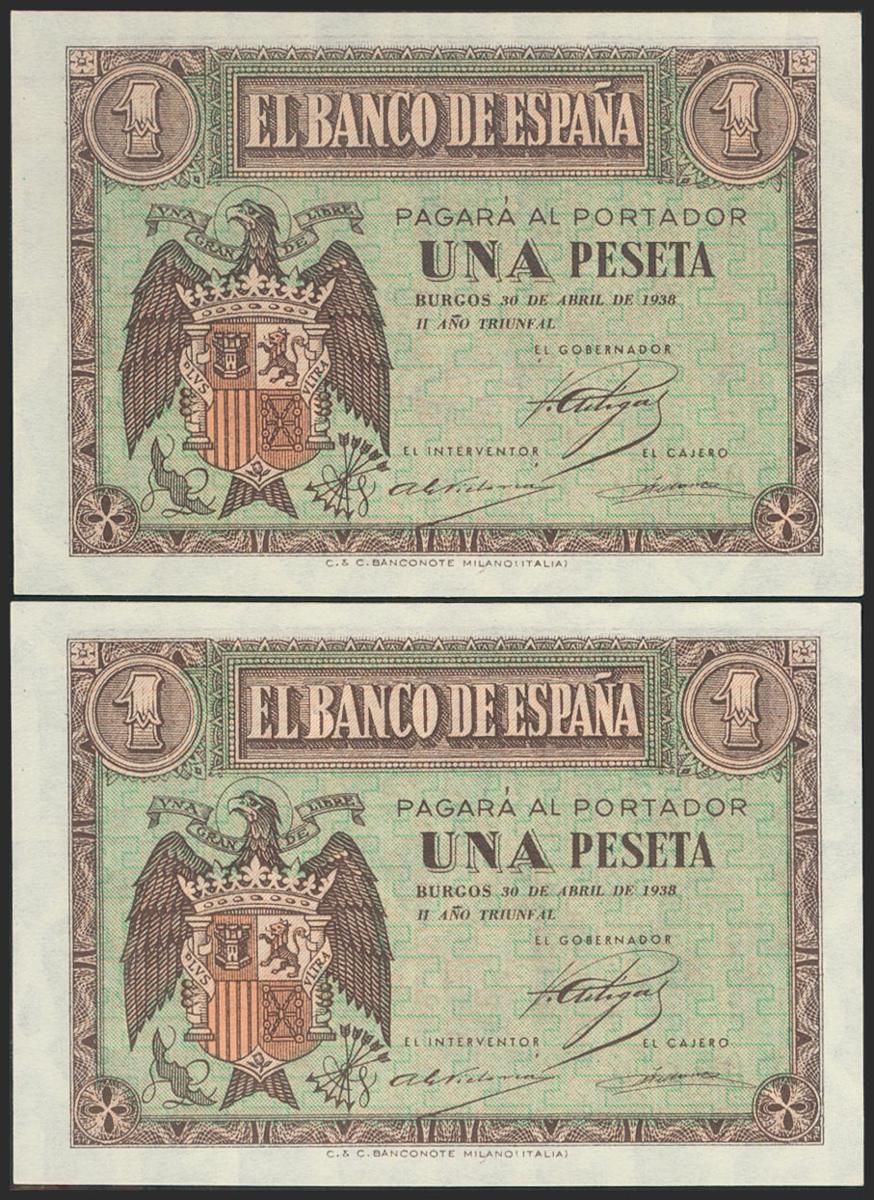 1 EL BANCO DE ESPAÑA 1
UNA GRANDE LIBRE
PAGARÁ AL PORTADOR
UNA PESETA
BURGOS 30 DE ABRIL DE 1938
II AÑO TRIUNFAL
EL GOBERNADOR
PLVS VLTRA
EL INTERVENTOR EL CAJERO
C. & C. BANCONOTE MILANO (ITALIA)
1 EL BANCO DE ESPAÑA 1
UNA GRANDE LIBRE
PAGARÁ AL PORTADOR
UNA PESETA
BURGOS 30 DE ABRIL DE 1938
II AÑO TRIUNFAL
EL GOBERNADOR
PLVS VLTRA
EL INTERVENTOR EL CAJERO
C. & C. BANCONOTE MILANO (ITALIA)